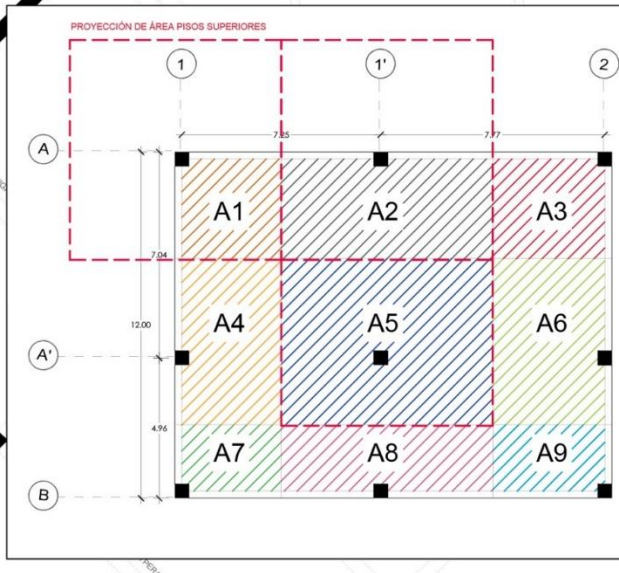 PROYECCIÓN DE ÁREA PISOS SUPERIORES
1
1'
2
7.25
7.77
A
A1
A2
A3
7.04
12.00
A4
A5
A6
A'
4.96
A7
A8
A9
B